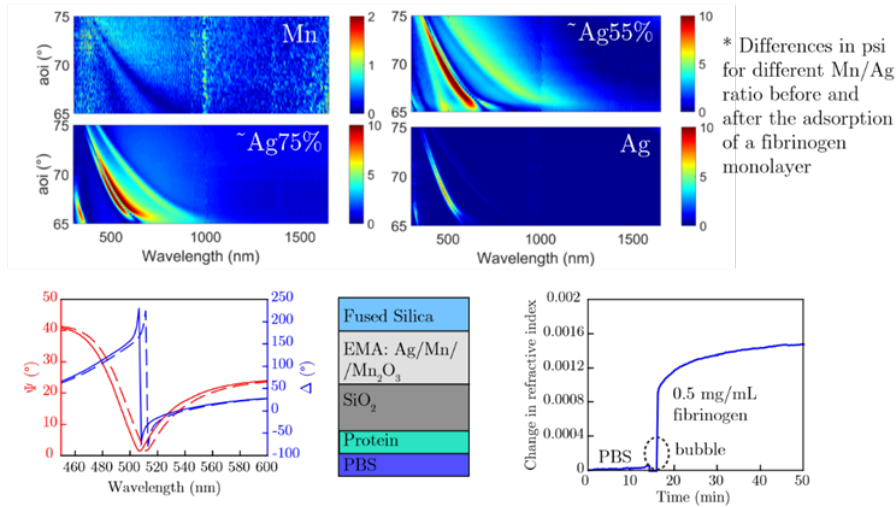 Mn
~Ag55%
~Ag75%
Ag
aoi (°)
75
70
65
2
1
0
75
70
65
10
5
0
aoi (°)
75
70
65
10
5
0
75
70
65
10
5
0
500 1000 1500
Wavelength (nm)
500 1000 1500
Wavelength (nm)
* Differences in psi
for different Mn/Ag
ratio before and
after the adsorption
of a fibrinogen
monolayer
Ψ (°)
50
40
30
20
10
0
250
200
150
100
50
0
-50
-100
Δ (°)
460 480 500 520 540 560 580 600
Wavelength (nm)
Fused Silica
EMA: Ag/Mn/
/Mn₂O₃
SiO₂
Protein
PBS
Change in refractive index
0.002
0.0016
0.0012
0.0008
0.0004
0
0.5 mg/mL
fibrinogen
PBS
bubble
0 10 20 30 40 50
Time (min)